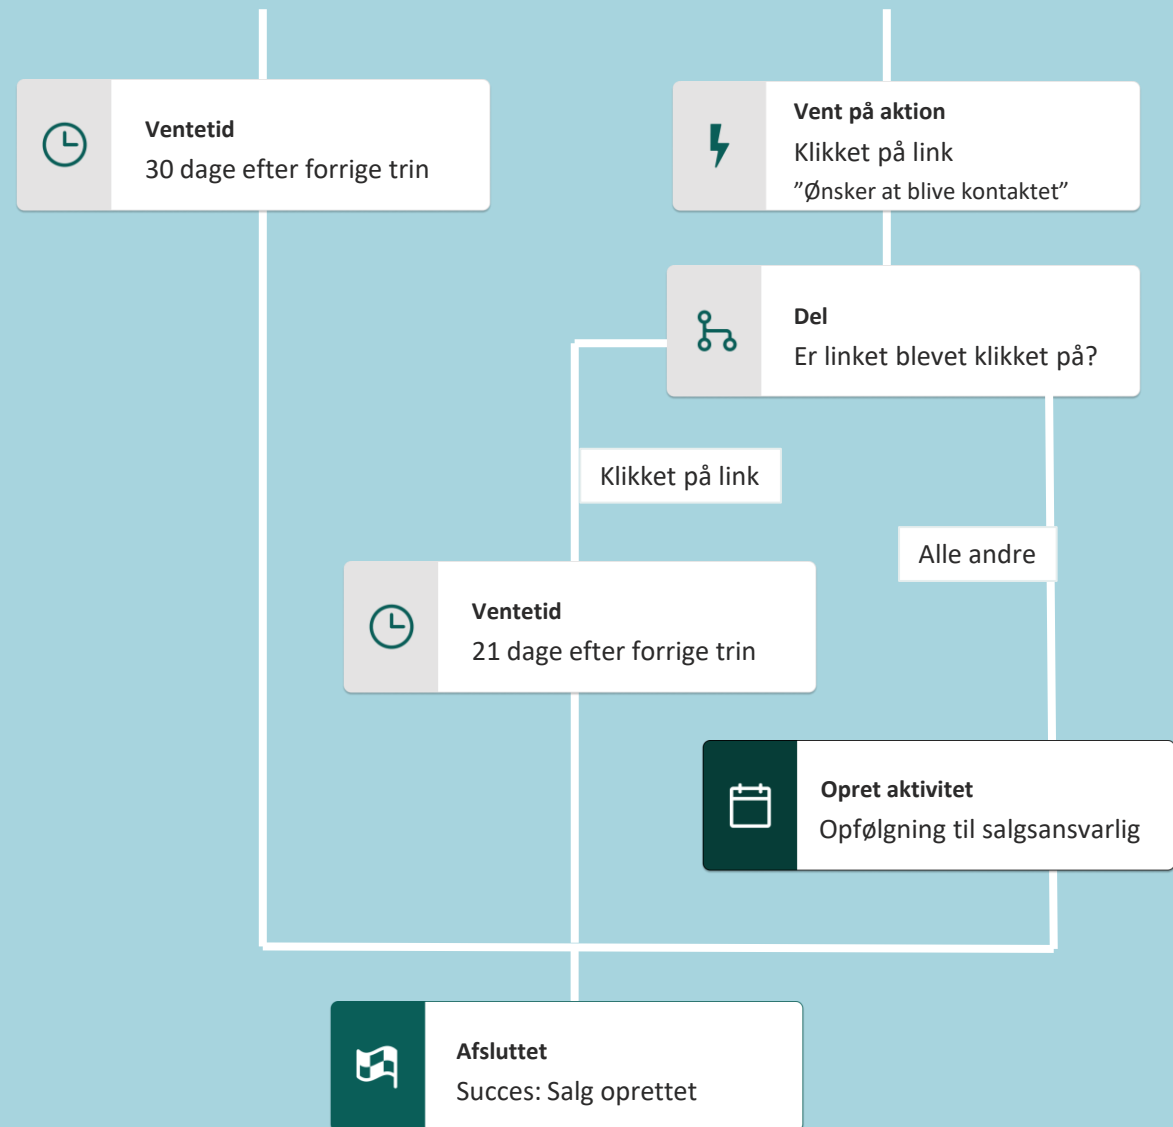 Ventetid
30 dage efter forrige trin
Vent på aktion
Klikket på link
”Ønsker at blive kontaktet”
Del
Er linket blevet klikket på?
Klikket på link
Alle andre
Ventetid
21 dage efter forrige trin
Opret aktivitet
Opfølgning til salgsansvarlig
Afsluttet
Succes: Salg oprettet